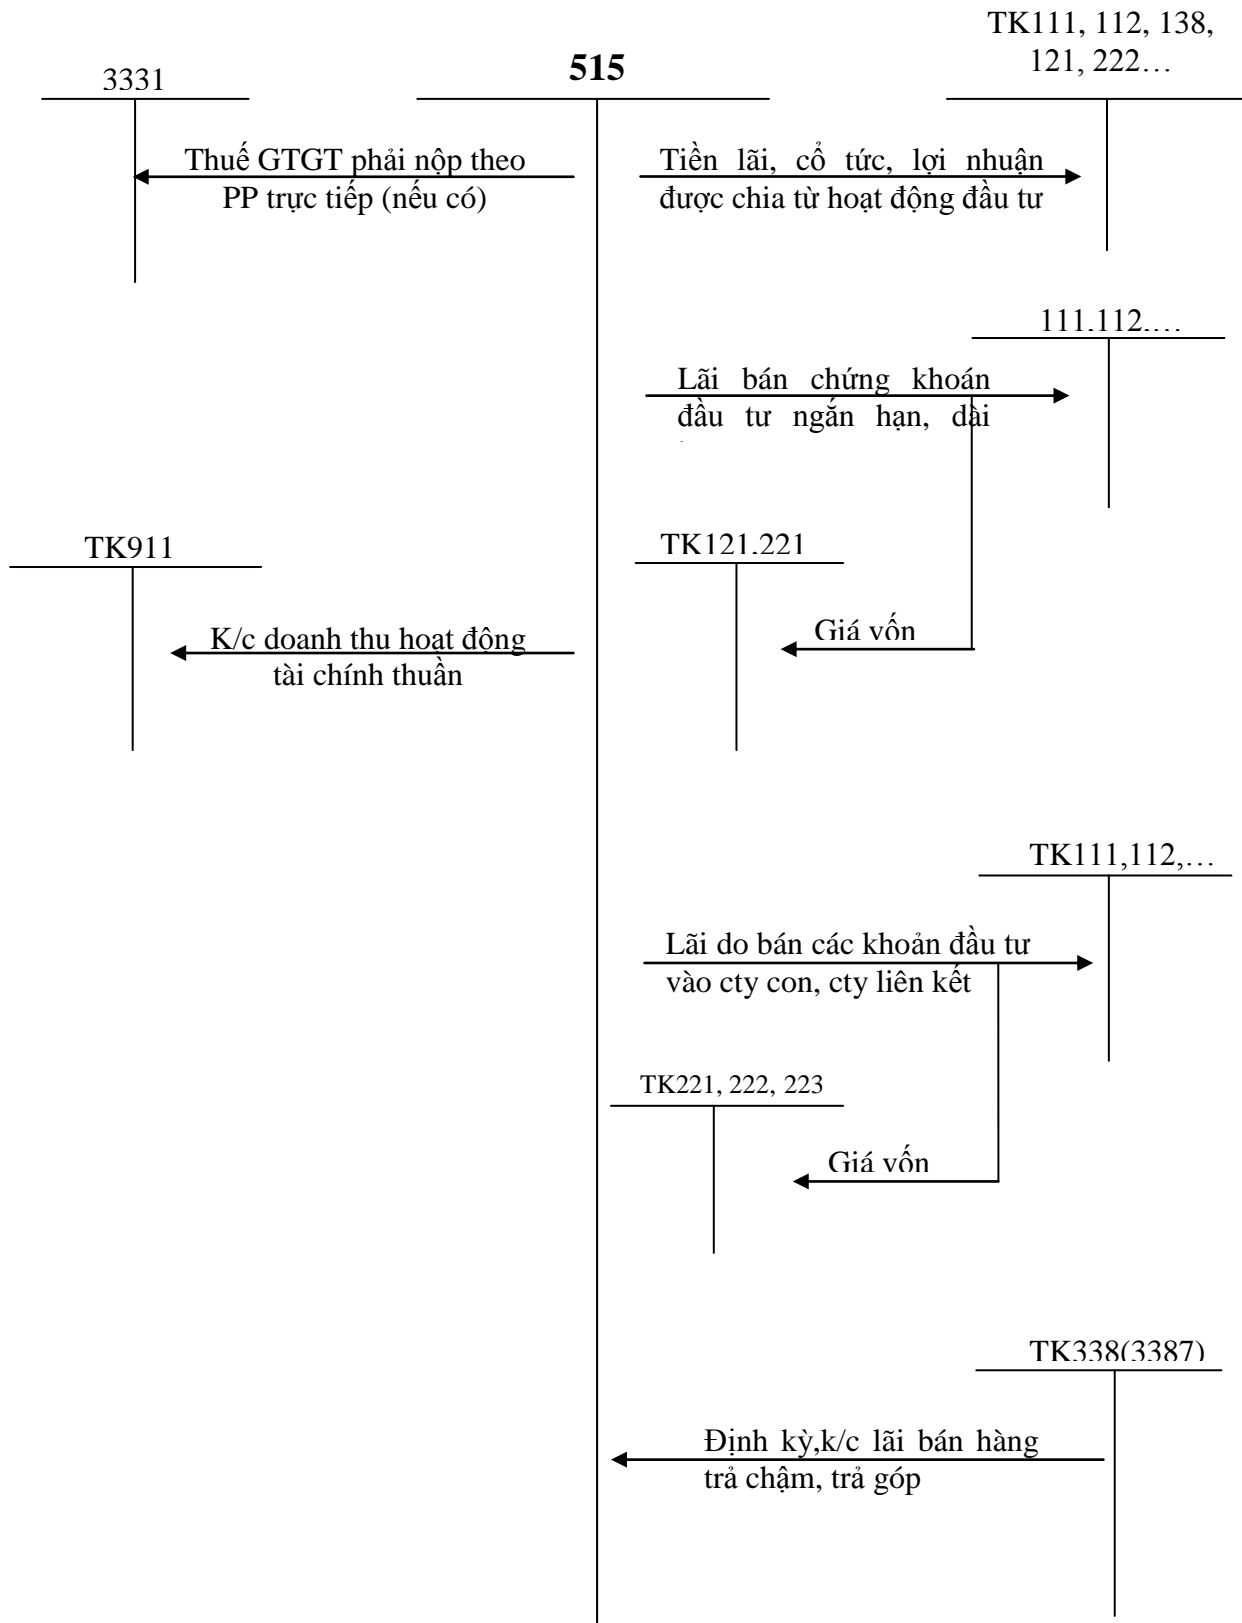 TK111, 112, 138,
121, 222…
3331
515
Thuế GTGT phải nộp theo
PP trực tiếp (nếu có)
Tiền lãi, cổ tức, lợi nhuận
được chia từ hoạt động đầu tư
111,112,…
Lãi bán chứng khoán
đầu tư ngắn hạn, dài
TK911
TK121,221
K/c doanh thu hoạt động
tài chính thuần
Giá vốn
TK111,112,…
Lãi do bán các khoản đầu tư
vào cty con, cty liên kết
TK221, 222, 223
Giá vốn
TK338(3387)
Định kỳ,k/c lãi bán hàng
trả chậm, trả góp